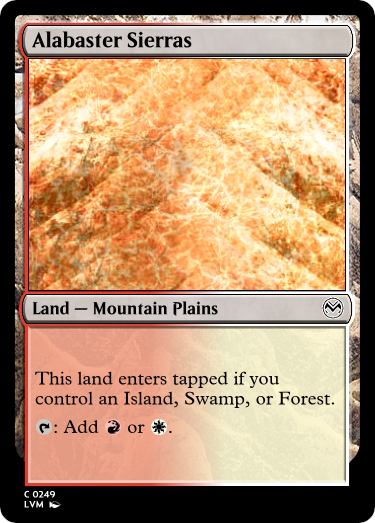 Alabaster Sierras
Land — Mountain Plains
This land enters tapped if you
control an Island, Swamp, or Forest.
: Add or .
C 0249
LVM